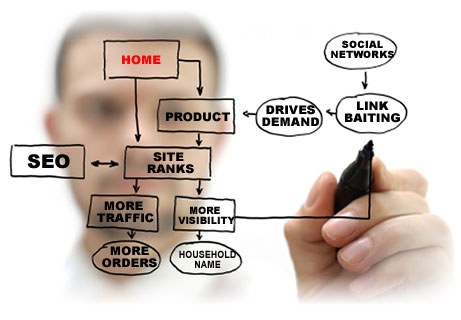 SOCIAL
NETWORKS
HOME
PRODUCT
DRIVES
DEMAND
LINK
BAITING
SEO
SITE
RANKS
MORE
TRAFFIC
MORE
VISIBILITY
MORE
ORDERS
HOUSEHOLD
NAME